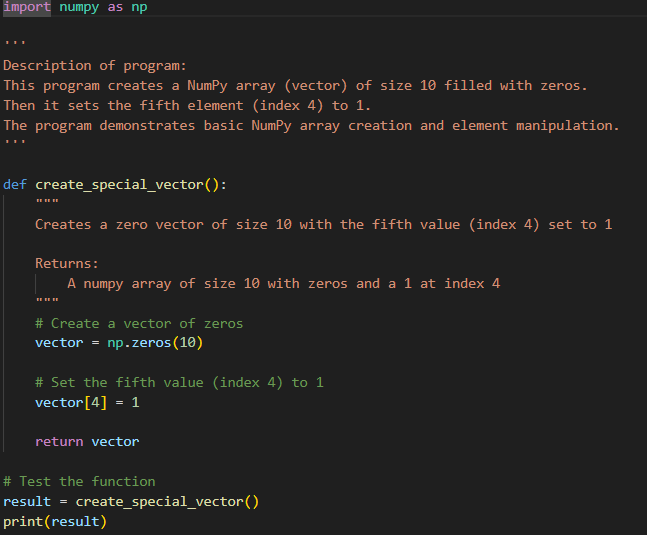 import numpy as np
'''
Description of program:
This program creates a NumPy array (vector) of size 10 filled with zeros.
Then it sets the fifth element (index 4) to 1.
The program demonstrates basic NumPy array creation and element manipulation.
'''
def create_special_vector():
    """
    Creates a zero vector of size 10 with the fifth value (index 4) set to 1
    Returns:
        A numpy array of size 10 with zeros and a 1 at index 4
    """
    # Create a vector of zeros
    vector = np.zeros(10)
    # Set the fifth value (index 4) to 1
    vector[4] = 1
    return vector
# Test the function
result = create_special_vector()
print(result)